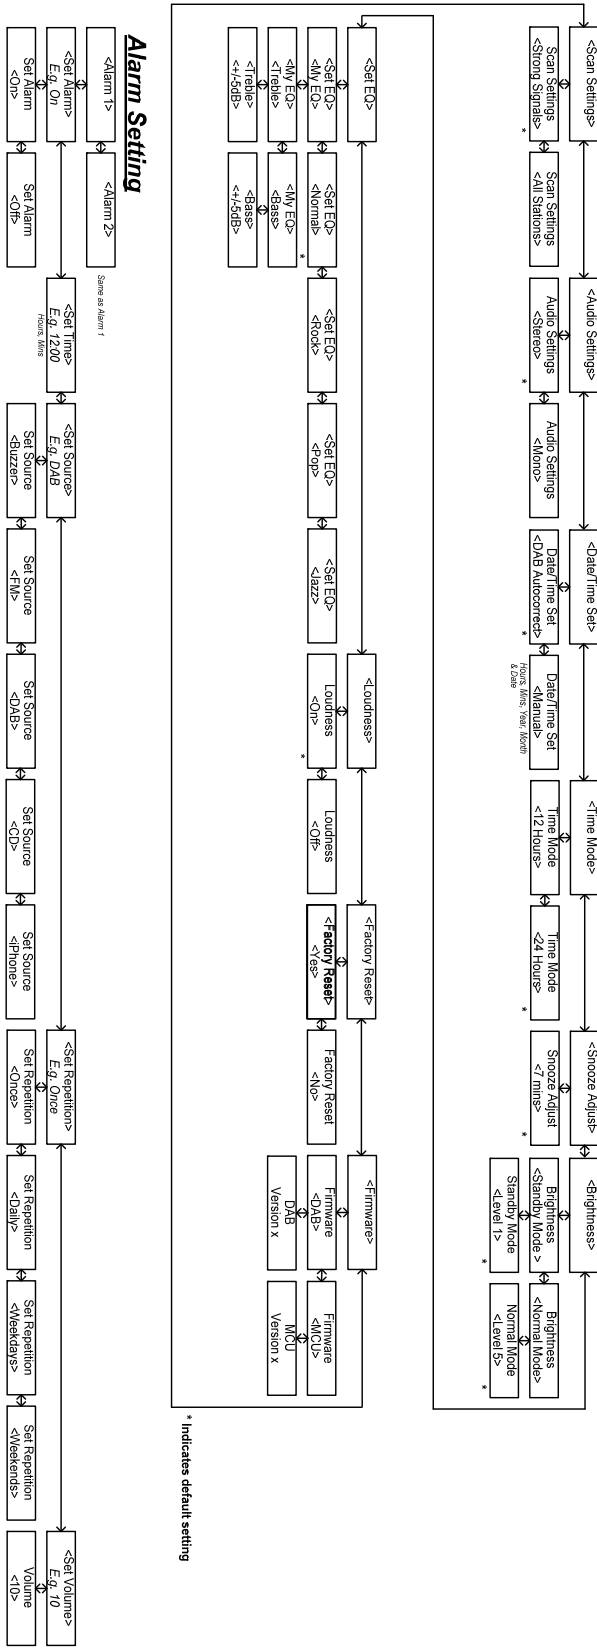 <Scan Settings>
<Audio Settings>
<Date/Time Set>
<Time Mode>
<Snooze Adjust>
<Brightness>
Scan Settings
<Strong Signals>
*
Scan Settings
<All Stations>
Audio Settings
<Stereo>
*
Audio Settings
<Mono>
Date/Time Set
<DAB Autocorrect>
*
Date/Time Set
<Manual>
Hours, Mins, Year, Month
& Date
Time Mode
<12 Hours>
Time Mode
<24 Hours>
*
Snooze Adjust
<7 mins>
*
Brightness
<Standby Mode >
Brightness
<Normal Mode>
Standby Mode
<Level 1>
*
Normal Mode
<Level 5>
*
<Set EQ>
<Loudness>
<Factory Reset>
<Firmware>
<Set EQ>
<My EQ>
<Set EQ>
<Normal>
*
<Set EQ>
<Rock>
<Set EQ>
<Pop>
<Set EQ>
<Jazz>
Loudness
<On>
*
Loudness
<Off>
<Factory Reset>
<Yes>
Factory Reset
<No>
Firmware
<DAB>
Firmware
<MCU>
<My EQ>
<Treble>
<My EQ>
<Bass>
DAB
Version x
MCU
Version x
<Treble>
<+/-5dB>
<Bass>
<+/-5dB>
* Indicates default setting
Alarm Setting
<Alarm 1>
<Alarm 2>
Same as Alarm 1
<Set Alarm>
E.g. On
<Set Time>
E.g. 12:00
Hours, Mins
<Set Source>
E.g. DAB
<Set Repetition>
E.g. Once
<Set Volume>
E.g. 10
Set Alarm
<On>
Set Alarm
<Off>
Set Source
<Buzzer>
Set Source
<FM>
Set Source
<DAB>
Set Source
<CD>
Set Source
<iPhone>
Set Repetition
<Once>
Set Repetition
<Daily>
Set Repetition
<Weekdays>
Set Repetition
<Weekends>
Volume
<10>